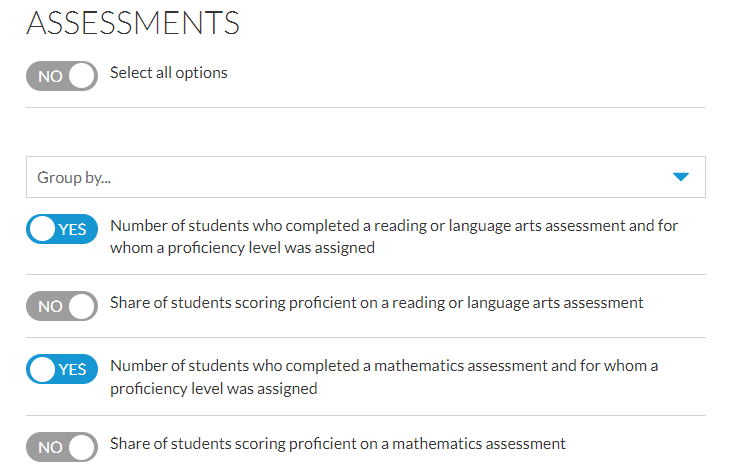 ASSESSMENTS
NO Select all options
Group by...
YES Number of students who completed a reading or language arts assessment and for
whom a proficiency level was assigned
NO Share of students scoring proficient on a reading or language arts assessment
YES Number of students who completed a mathematics assessment and for whom a
proficiency level was assigned
NO Share of students scoring proficient on a mathematics assessment